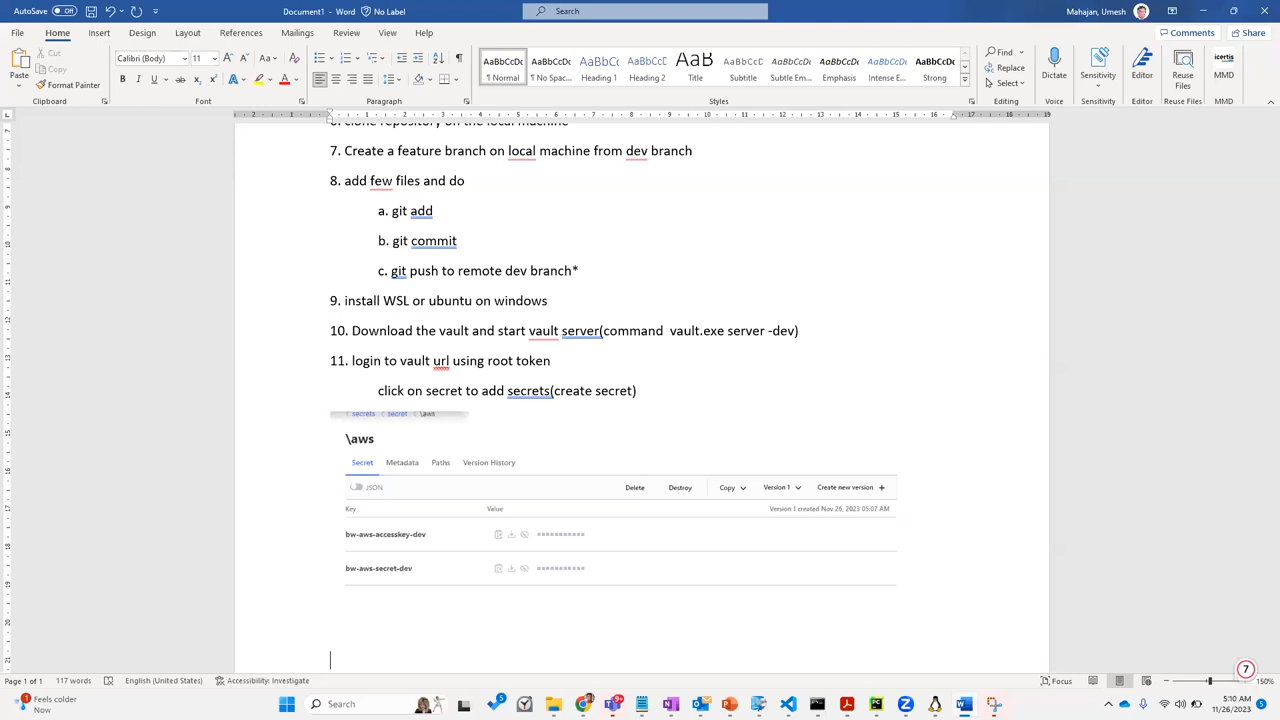 AutoSave Off
Search
Mahajan, Umesh
File Home Insert Design Layout References Mailings Review View Help
Comments Share
Cut
Copy
Format Painter
Paste
Clipboard
Calibri (Body) 11
Font
Paragraph
AaBbCcDc AaBbCcDc AaBbC( AaBbCcC AaB AaBbCcD AaBbCcDc AaBbCcDc AaBbCcDc AaBbCcDc
¶ Normal ¶ No Spac... Heading 1 Heading 2 Title Subtitle Subtle Em... Emphasis Intense E... Strong
Styles
Find
Replace
Select
Editing
Dictate
Voice
Sensitivity
Sensitivity
Editor
Editor
Reuse Files
Reuse Files
MMD
MMD
7. Create a feature branch on local machine from dev branch
8. add few files and do
a. git add
b. git commit
c. git push to remote dev branch*
9. install WSL or ubuntu on windows
10. Download the vault and start vault server(command vault.exe server -dev)
11. login to vault url using root token
click on secret to add secrets(create secret)
secrets secret \aws
\aws
Secret Metadata Paths Version History
JSON Delete Destroy Copy Version 1 Create new version +
Key Value Version 1 created Nov 26, 2023 05:07 AM
bw-aws-accesskey-dev
bw-aws-secret-dev
7
Page 1 of 1 117 words English (United States) Accessibility: Investigate Focus 150%
Feels colder
Now
Search
5:10 AM
11/26/2023